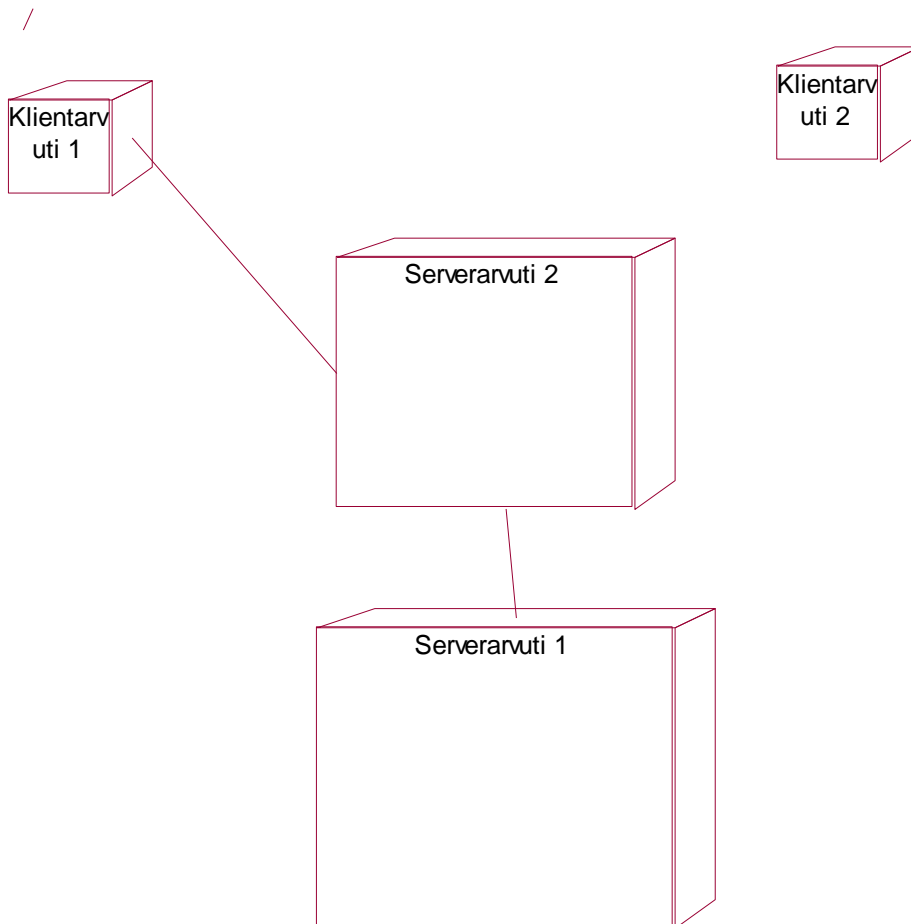 Klientarv
uti 1
Klientarv
uti 2
Serverarvuti 2
Serverarvuti 1